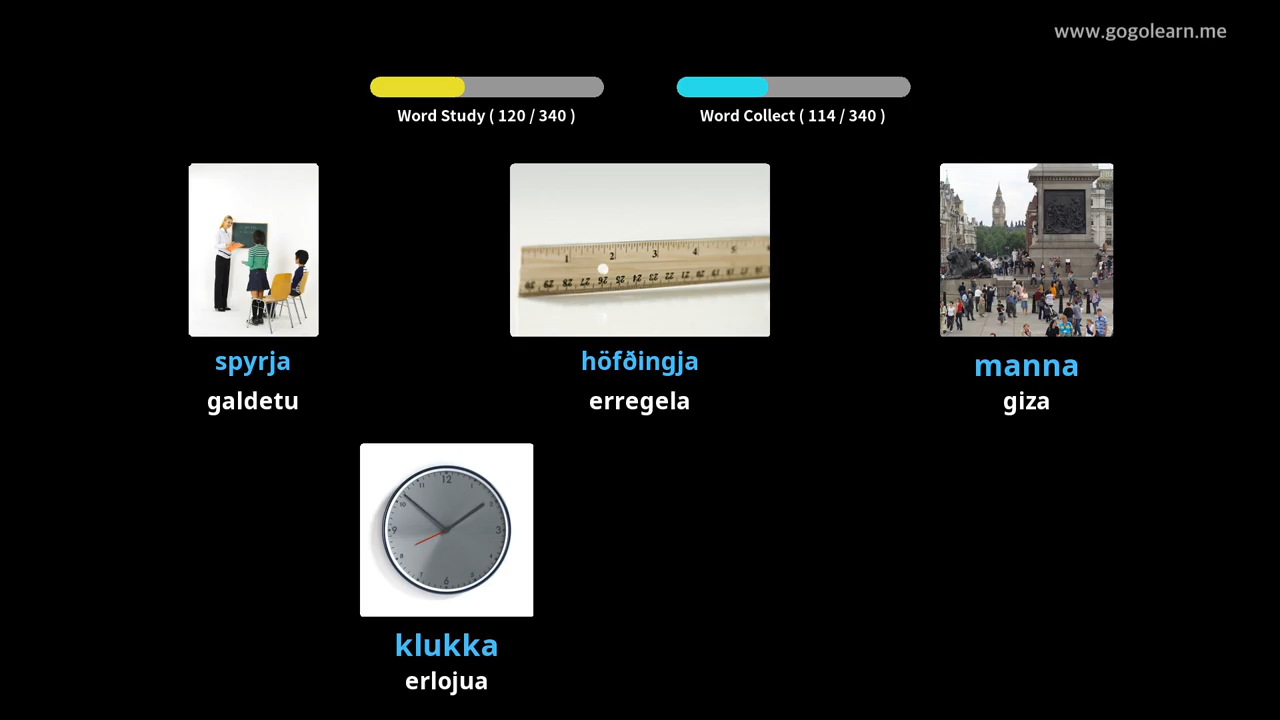 www.gogolearn.me
Word Study ( 120 / 340 )
Word Collect ( 114 / 340 )
spyrja
höfðingja
manna
galdetu
erregela
giza
klukka
erlojua